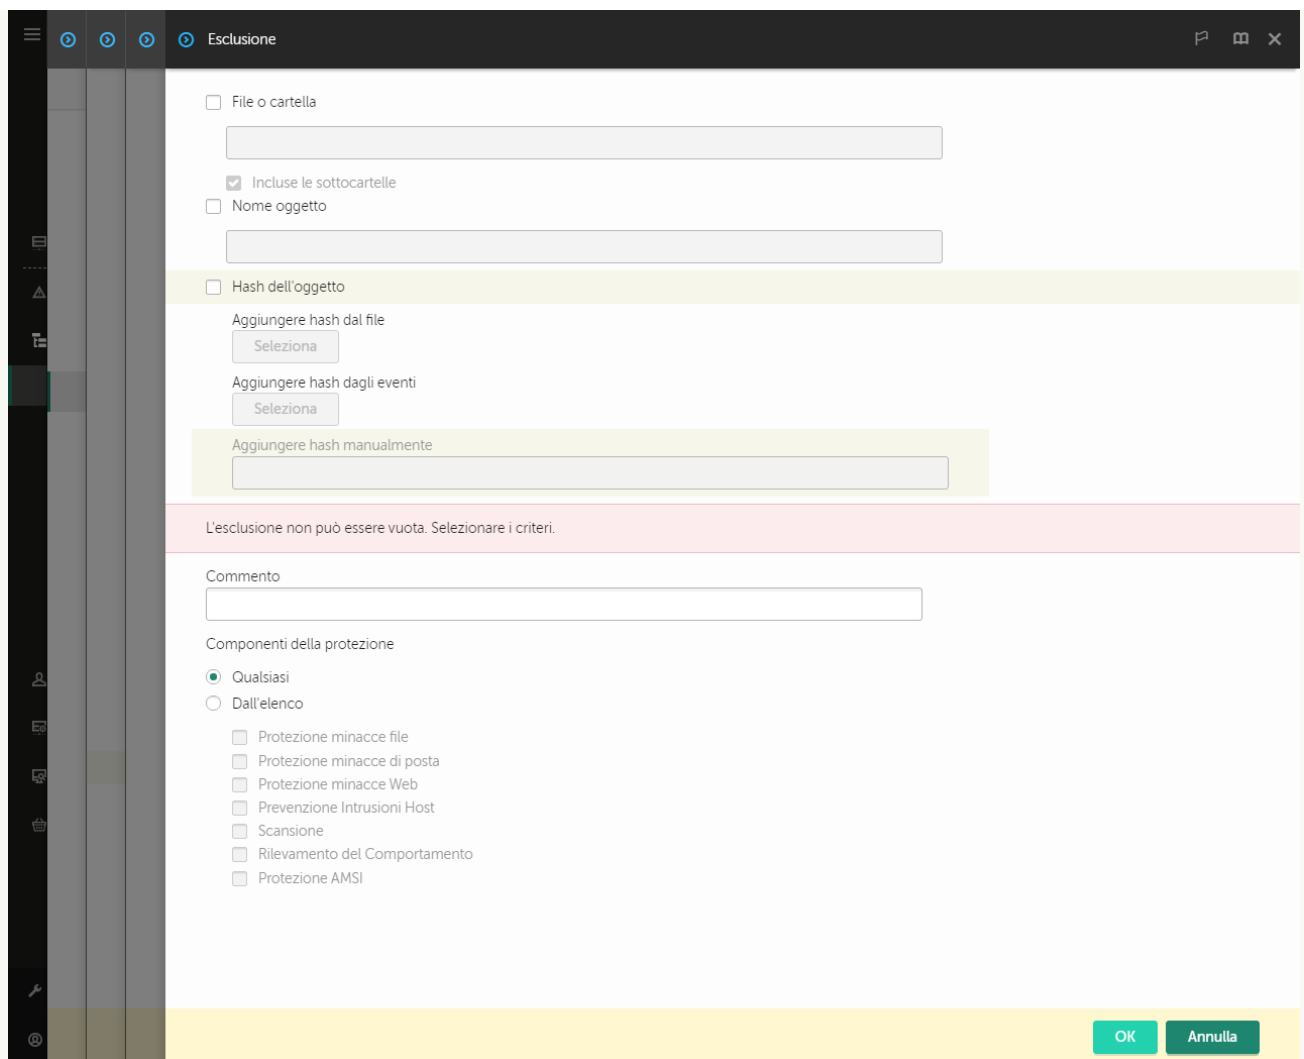 Esclusione
File o cartella
Incluse le sottocartelle
Nome oggetto
Hash dell'oggetto
Aggiungere hash dal file
Seleziona
Aggiungere hash dagli eventi
Seleziona
Aggiungere hash manualmente
L'esclusione non può essere vuota. Selezionare i criteri.
Commento
Componenti della protezione
Qualsiasi
Dall'elenco
Protezione minacce file
Protezione minacce di posta
Protezione minacce Web
Prevenzione Intrusioni Host
Scansione
Rilevamento del Comportamento
Protezione AMSI
OK Annulla